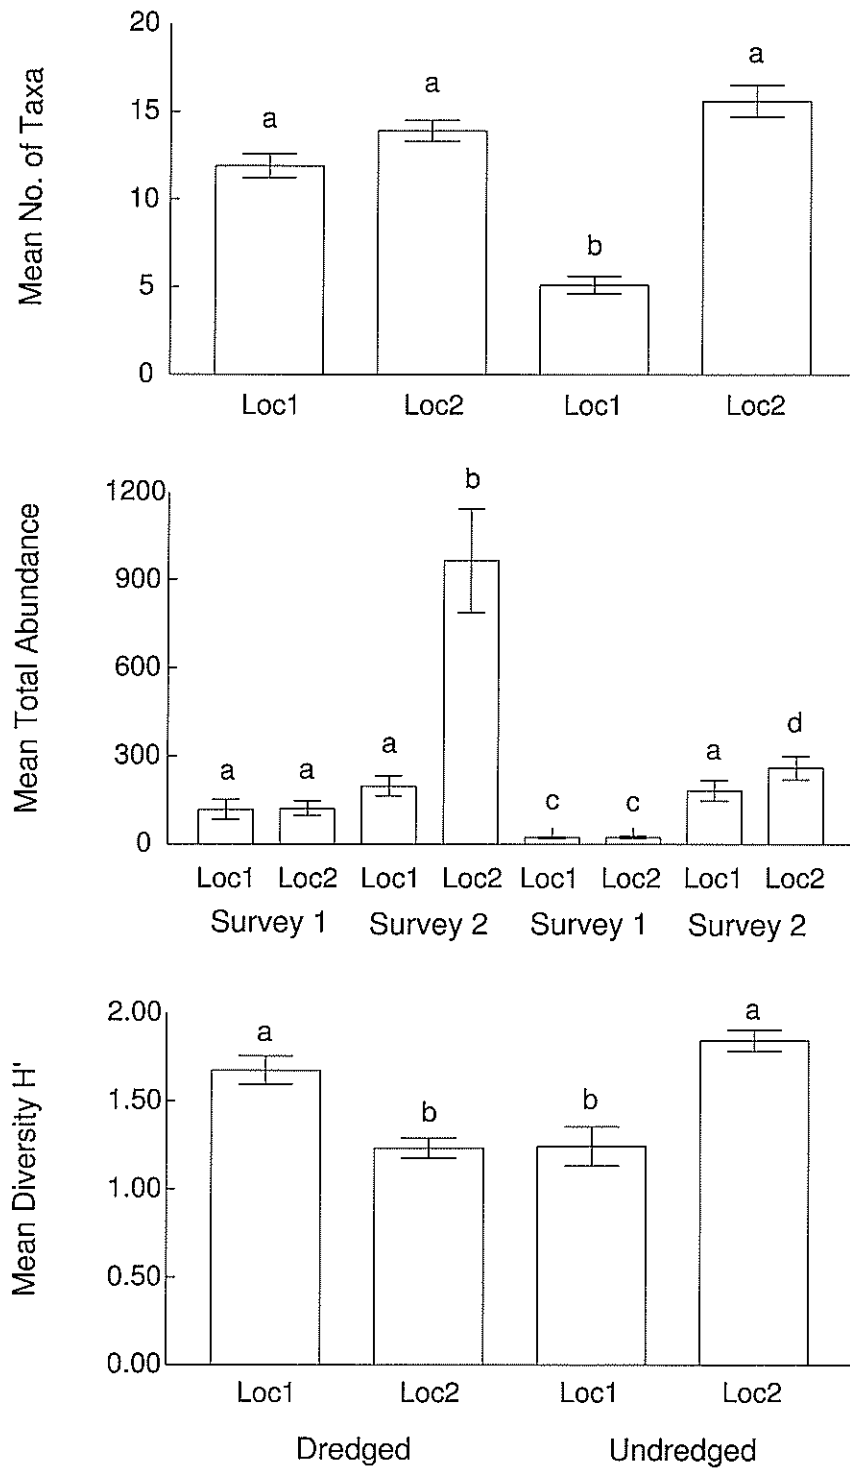 Mean No. of Taxa
20
15
10
5
0
a
a
b
a
Loc1 Loc2 Loc1 Loc2
Mean Total Abundance
1200
900
600
300
0
a
a
a
b
c
c
a
d
Loc1 Loc2 Loc1 Loc2 Loc1 Loc2 Loc1 Loc2
Survey 1 Survey 2 Survey 1 Survey 2
Mean Diversity H'
2.00
1.50
1.00
0.50
0.00
a
b
b
a
Loc1 Loc2 Loc1 Loc2
Dredged Undredged